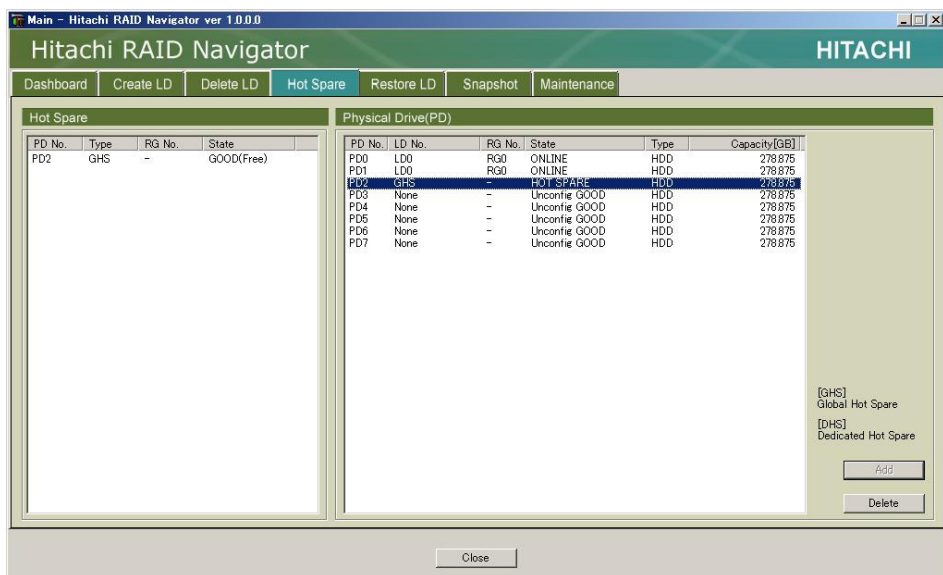 Main - Hitachi RAID Navigator ver 1.0.0.0
Hitachi RAID Navigator
HITACHI
Dashboard Create LD Delete LD Hot Spare Restore LD Snapshot Maintenance
Hot Spare
PD No. Type RG No. State
PD2 GHS - GOOD(Free)
Physical Drive(PD)
PD No. LD No. RG No. State Type Capacity[GB]
PD0 LD0 RG0 ONLINE HDD 278.875
PD1 LD0 RG0 ONLINE HDD 278.875
PD2 GHS - HOT SPARE HDD 278.875
PD3 None - Unconfig GOOD HDD 278.875
PD4 None - Unconfig GOOD HDD 278.875
PD5 None - Unconfig GOOD HDD 278.875
PD6 None - Unconfig GOOD HDD 278.875
PD7 None - Unconfig GOOD HDD 278.875
[GHS]
Global Hot Spare
[DHS]
Dedicated Hot Spare
Add
Delete
Close